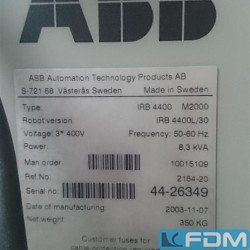 ABB
ABB Automation Technology Products AB
S-721 68 Västerås Sweden Made in Sweden
Type: IRB 4400 M2000
Robot version: IRB 4400L/30
Voltage: 3* 400V Frequency: 50-60 Hz
Power: 8,3 kVA
Man order 10015109
Ref.No 2184-20
Serial no: 44-26349
Date of manufacturing: 2003-11-07
Net weight: 350 KG
Customer fuses for
FDM